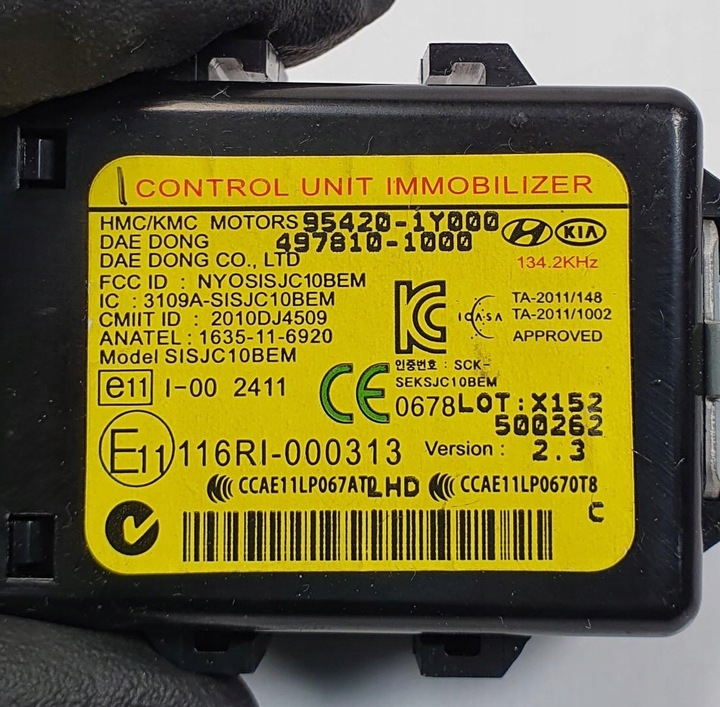 CONTROL UNIT IMMOBILIZER
HMC/KMC MOTORS 95420-1Y000
DAE DONG 497810-1000
DAE DONG CO., LTD
KIA
134.2KHz
FCC ID : NYOSISJC10BEM
IC : 3109A-SISJC10BEM
CMIIT ID : 2010DJ4509
ANATEL : 1635-11-6920
Model SISJC10BEM
ICASA
TA-2011/148
TA-2011/1002
APPROVED
인증번호 : SCK-
SEKSJC10BEM
e11 I-00 2411
CE 0678 LOT:X152
500262
E11 116RI-000313 Version : 2.3
CCAE11LP067AT0 LHD CCAE11LP0670T8
C